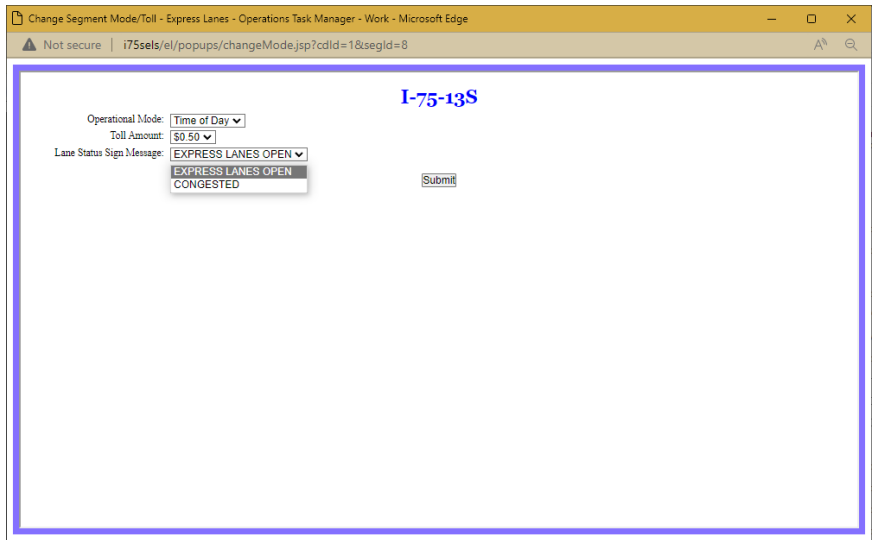 Change Segment Mode/Toll - Express Lanes - Operations Task Manager - Work - Microsoft Edge
Not secure | i75sels/el/popups/changeMode.jsp?cdId=1&segId=8
I-75-13S
Operational Mode: Time of Day
Toll Amount: $0.50
Lane Status Sign Message: EXPRESS LANES OPEN
EXPRESS LANES OPEN
CONGESTED
Submit